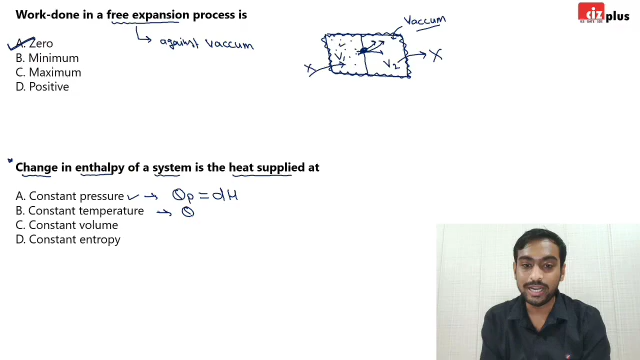 Work-done in a free expansion process is
A. Zero
B. Minimum
C. Maximum
D. Positive
against vaccum
Vaccum
V1
V2
X
X
ciz plus
Change in enthalpy of a system is the heat supplied at
A. Constant pressure → Qp = dH
B. Constant temperature → Q
C. Constant volume
D. Constant entropy